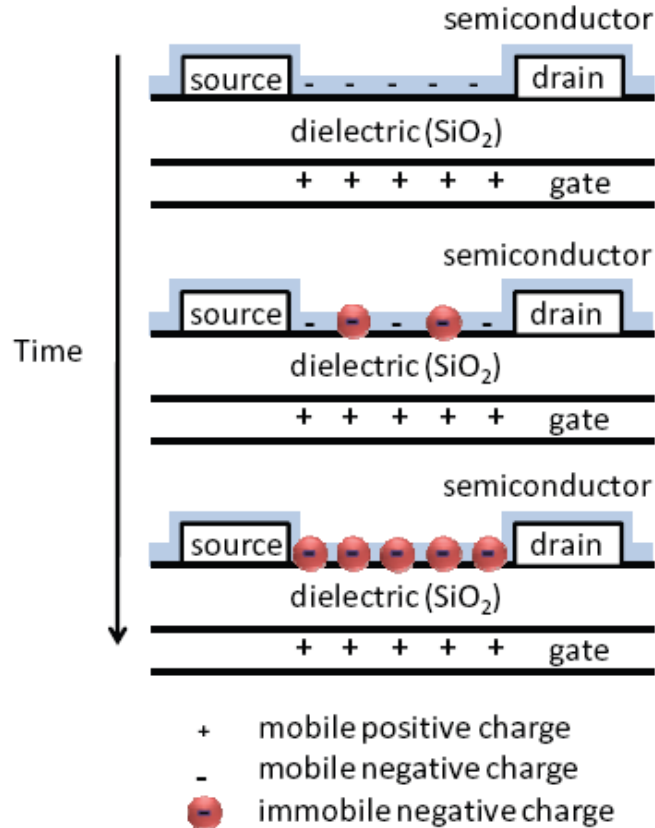 semiconductor
source - - - - - drain
dielectric (SiO₂)
+ + + + + gate
semiconductor
source - - - - - drain
Time
dielectric (SiO₂)
+ + + + + gate
semiconductor
source - - - - - drain
dielectric (SiO₂)
+ + + + + gate
+ mobile positive charge
- mobile negative charge
- immobile negative charge